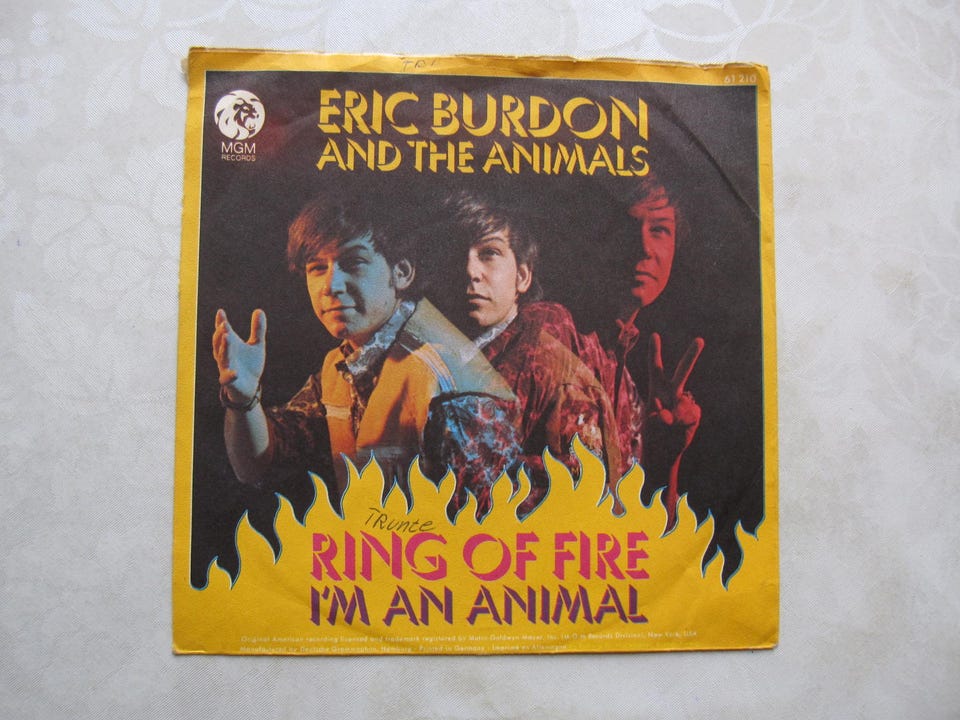 61 210
MGM
RECORDS
ERIC BURDON
AND THE ANIMALS
TRunte
RING OF FIRE
I'M AN ANIMAL
Original American recording licensed and trademark registered by Metro-Goldwyn-Mayer, Inc. (M G M Records Division), New York, USA
Manufactured by Deutsche Grammophon, Hamburg · Printed in Germany · Imprimé en Allemagne